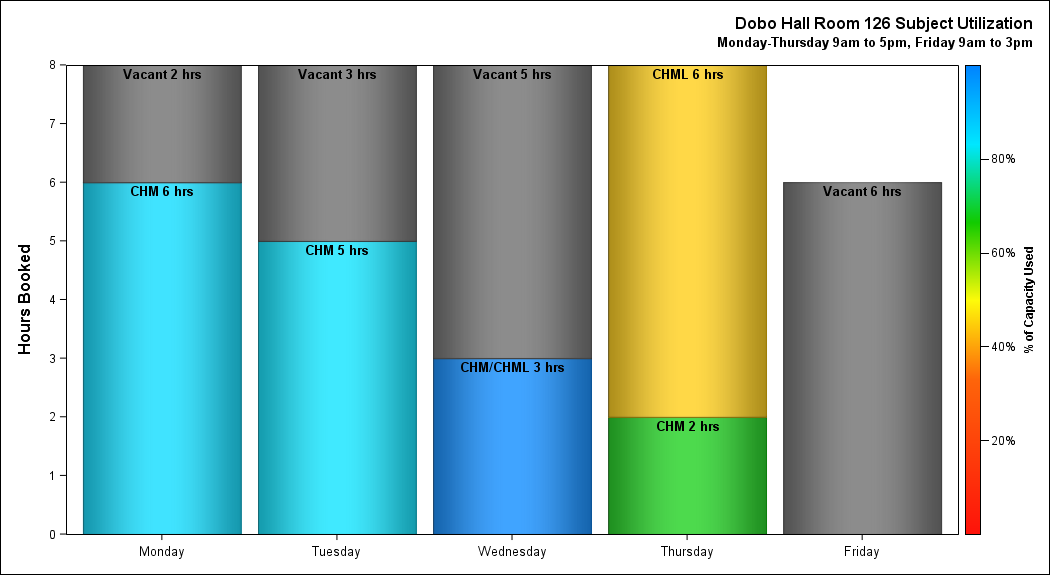 Dobo Hall Room 126 Subject Utilization
Monday-Thursday 9am to 5pm, Friday 9am to 3pm
Hours Booked
8
7
6
5
4
3
2
1
0
Vacant 2 hrs
CHM 6 hrs
Vacant 3 hrs
CHM 5 hrs
Vacant 5 hrs
CHM/CHML 3 hrs
CHML 6 hrs
CHM 2 hrs
Vacant 6 hrs
Monday
Tuesday
Wednesday
Thursday
Friday
80%
60%
40%
20%
% of Capacity Used